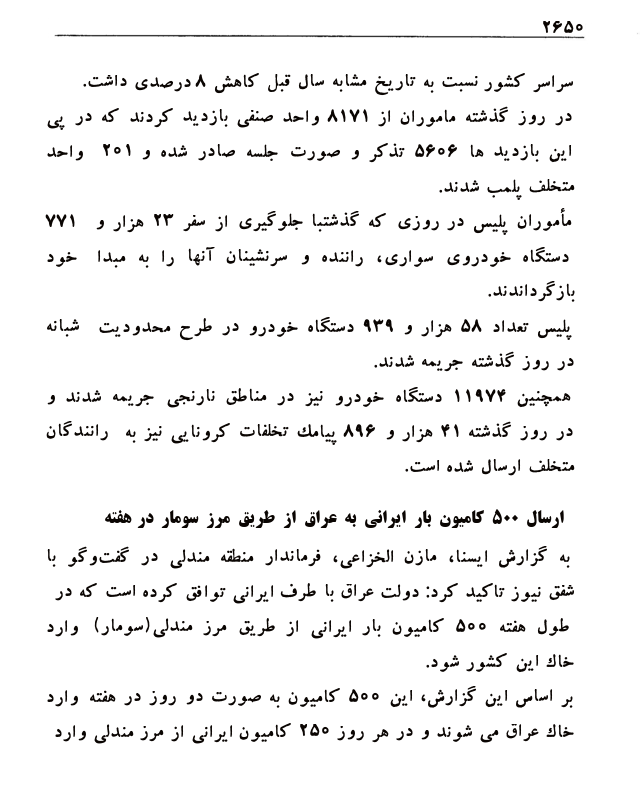 ۲۶۵۰
سراسر کشور نسبت به تاریخ مشابه سال قبل کاهش ۸ درصدی داشت.
در روز گذشته ماموران از ۸۱۷۱ واحد صنفی بازدید کردند که در پی
این بازدید ها ۵۶۰۶ تذکر و صورت جلسه صادر شده و ۲۰۱ واحد
متخلف پلمب شدند.
مأموران پلیس در روزی که گذشتبا جلوگیری از سفر ۲۳ هزار و ۷۷۱
دستگاه خودروی سواری، راننده و سرنشینان آنها را به مبدا خود
بازگرداندند.
پلیس تعداد ۵۸ هزار و ۹۳۹ دستگاه خودرو در طرح محدودیت شبانه
در روز گذشته جریمه شدند.
همچنین ۱۱۹۷۴ دستگاه خودرو نیز در مناطق نارنجی جریمه شدند و
در روز گذشته ۴۱ هزار و ۸۹۶ پیامك تخلفات کرونایی نیز به رانندگان
متخلف ارسال شده است.
ارسال ۵۰۰ کامیون بار ایرانی به عراق از طریق مرز سومار در هفته
به گزارش ایسنا، مازن الخزاعی، فرماندار منطقه مندلی در گفت‌وگو با
شفق نیوز تاکید کرد: دولت عراق با طرف ایرانی توافق کرده است که در
طول هفته ۵۰۰ کامیون بار ایرانی از طریق مرز مندلی(سومار) وارد
خاك این کشور شود.
بر اساس این گزارش، این ۵۰۰ کامیون به صورت دو روز در هفته وارد
خاك عراق می شوند و در هر روز ۲۵۰ کامیون ایرانی از مرز مندلی وارد